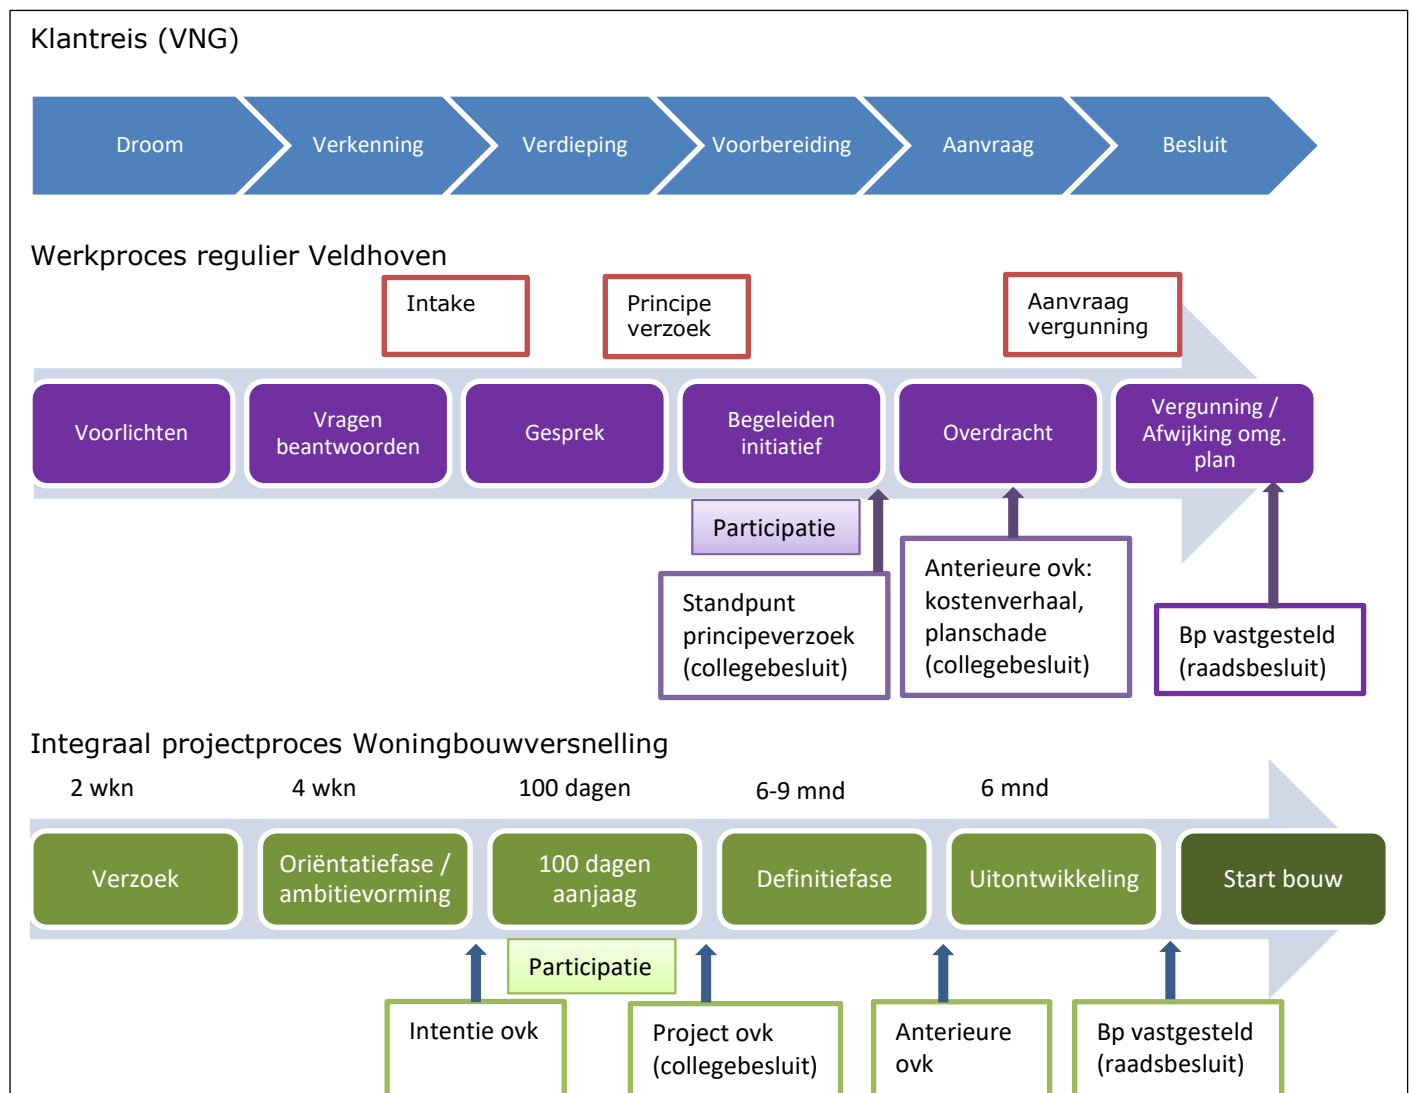 Klantreis (VNG)
Droom
Verkenning
Verdieping
Voorbereiding
Aanvraag
Besluit
Werkproces regulier Veldhoven
Intake
Principe
verzoek
Aanvraag
vergunning
Voorlichten
Vragen
beantwoorden
Gesprek
Begeleiden
initiatief
Overdracht
Vergunning /
Afwijking omg.
plan
Participatie
Standpunt
principeverzoek
(collegebesluit)
Anterieure ovk:
kostenverhaal,
planschade
(collegebesluit)
Bp vastgesteld
(raadsbesluit)
Integraal projectproces Woningbouwversnelling
2 wkn
4 wkn
100 dagen
6-9 mnd
6 mnd
Verzoek
Oriëntatiefase /
ambitievorming
100 dagen
aanjaag
Definitiefase
Uitontwikkeling
Start bouw
Participatie
Intentie ovk
Project ovk
(collegebesluit)
Anterieure
ovk
Bp vastgesteld
(raadsbesluit)